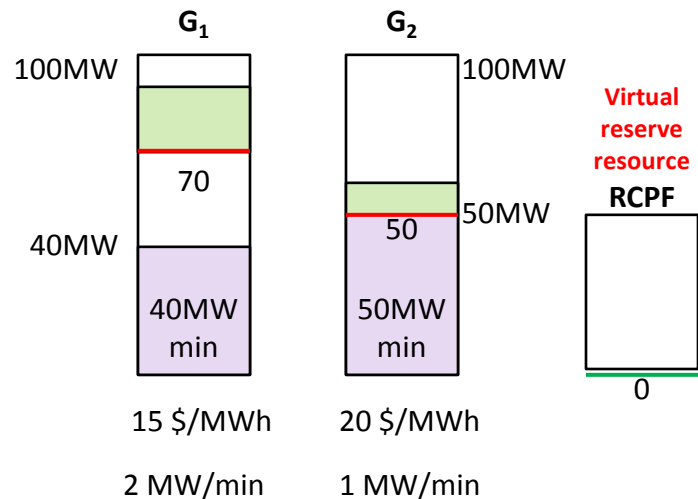 G₁
G₂
100MW
100MW
Virtual
reserve
resource
RCPF
70
50
50MW
40MW
40MW
min
50MW
min
0
15 $/MWh
20 $/MWh
2 MW/min
1 MW/min